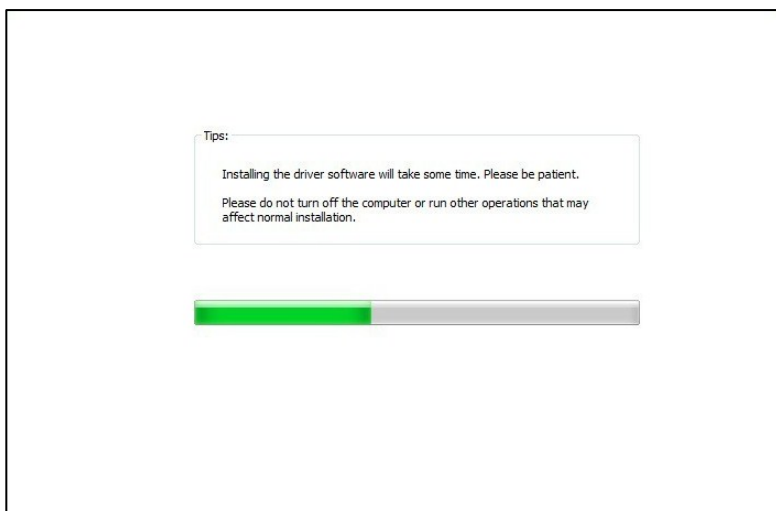 Tips:
Installing the driver software will take some time. Please be patient.
Please do not turn off the computer or run other operations that may
affect normal installation.